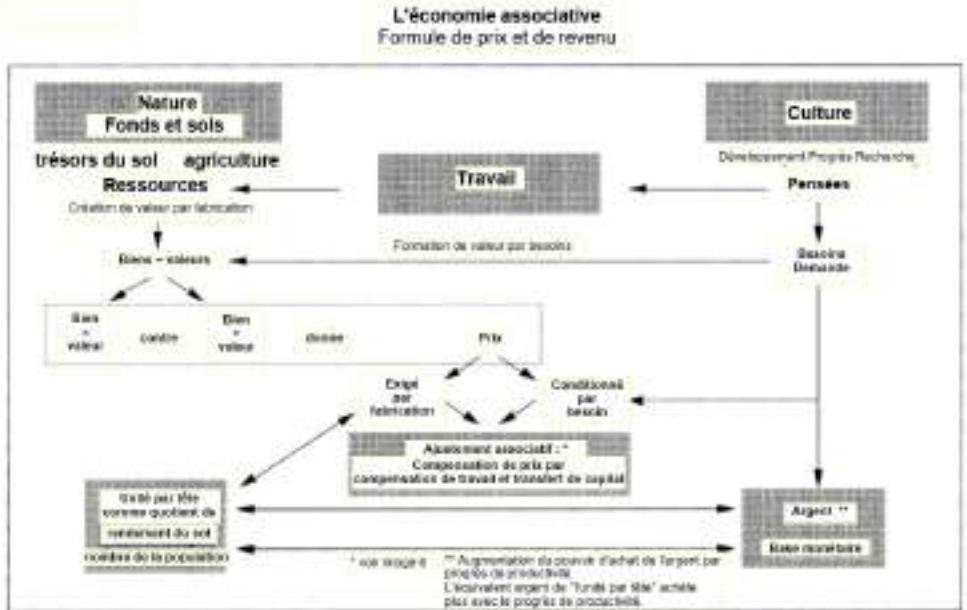 L'économie associative
Formule de prix et de revenu
Nature
Fonds et sols
Culture
trésors du sol agriculture
Développement Progrès Recherche
Ressources
Travail
Pensées
Création de valeur par fabrication
Formation de valeur par besoins
Biens – valeurs
Besoins
Demande
Bien
=
valeur
contre
Bien
=
valeur
donne
Prix
Exigé
par
fabrication
Conditionné
par
besoin
Ajustement associatif : *
Compensation de prix par
compensation de travail et transfert de capital
Unité par tête
comme quotient de
rendement du sol
nombre de la population
Argent **
Base monétaire
* voir image 6
** Augmentation du pouvoir d'achat de l'argent par
progrès de productivité
L'équivalent argent de "l'unité par tête" achète
plus avec le progrès de productivité.